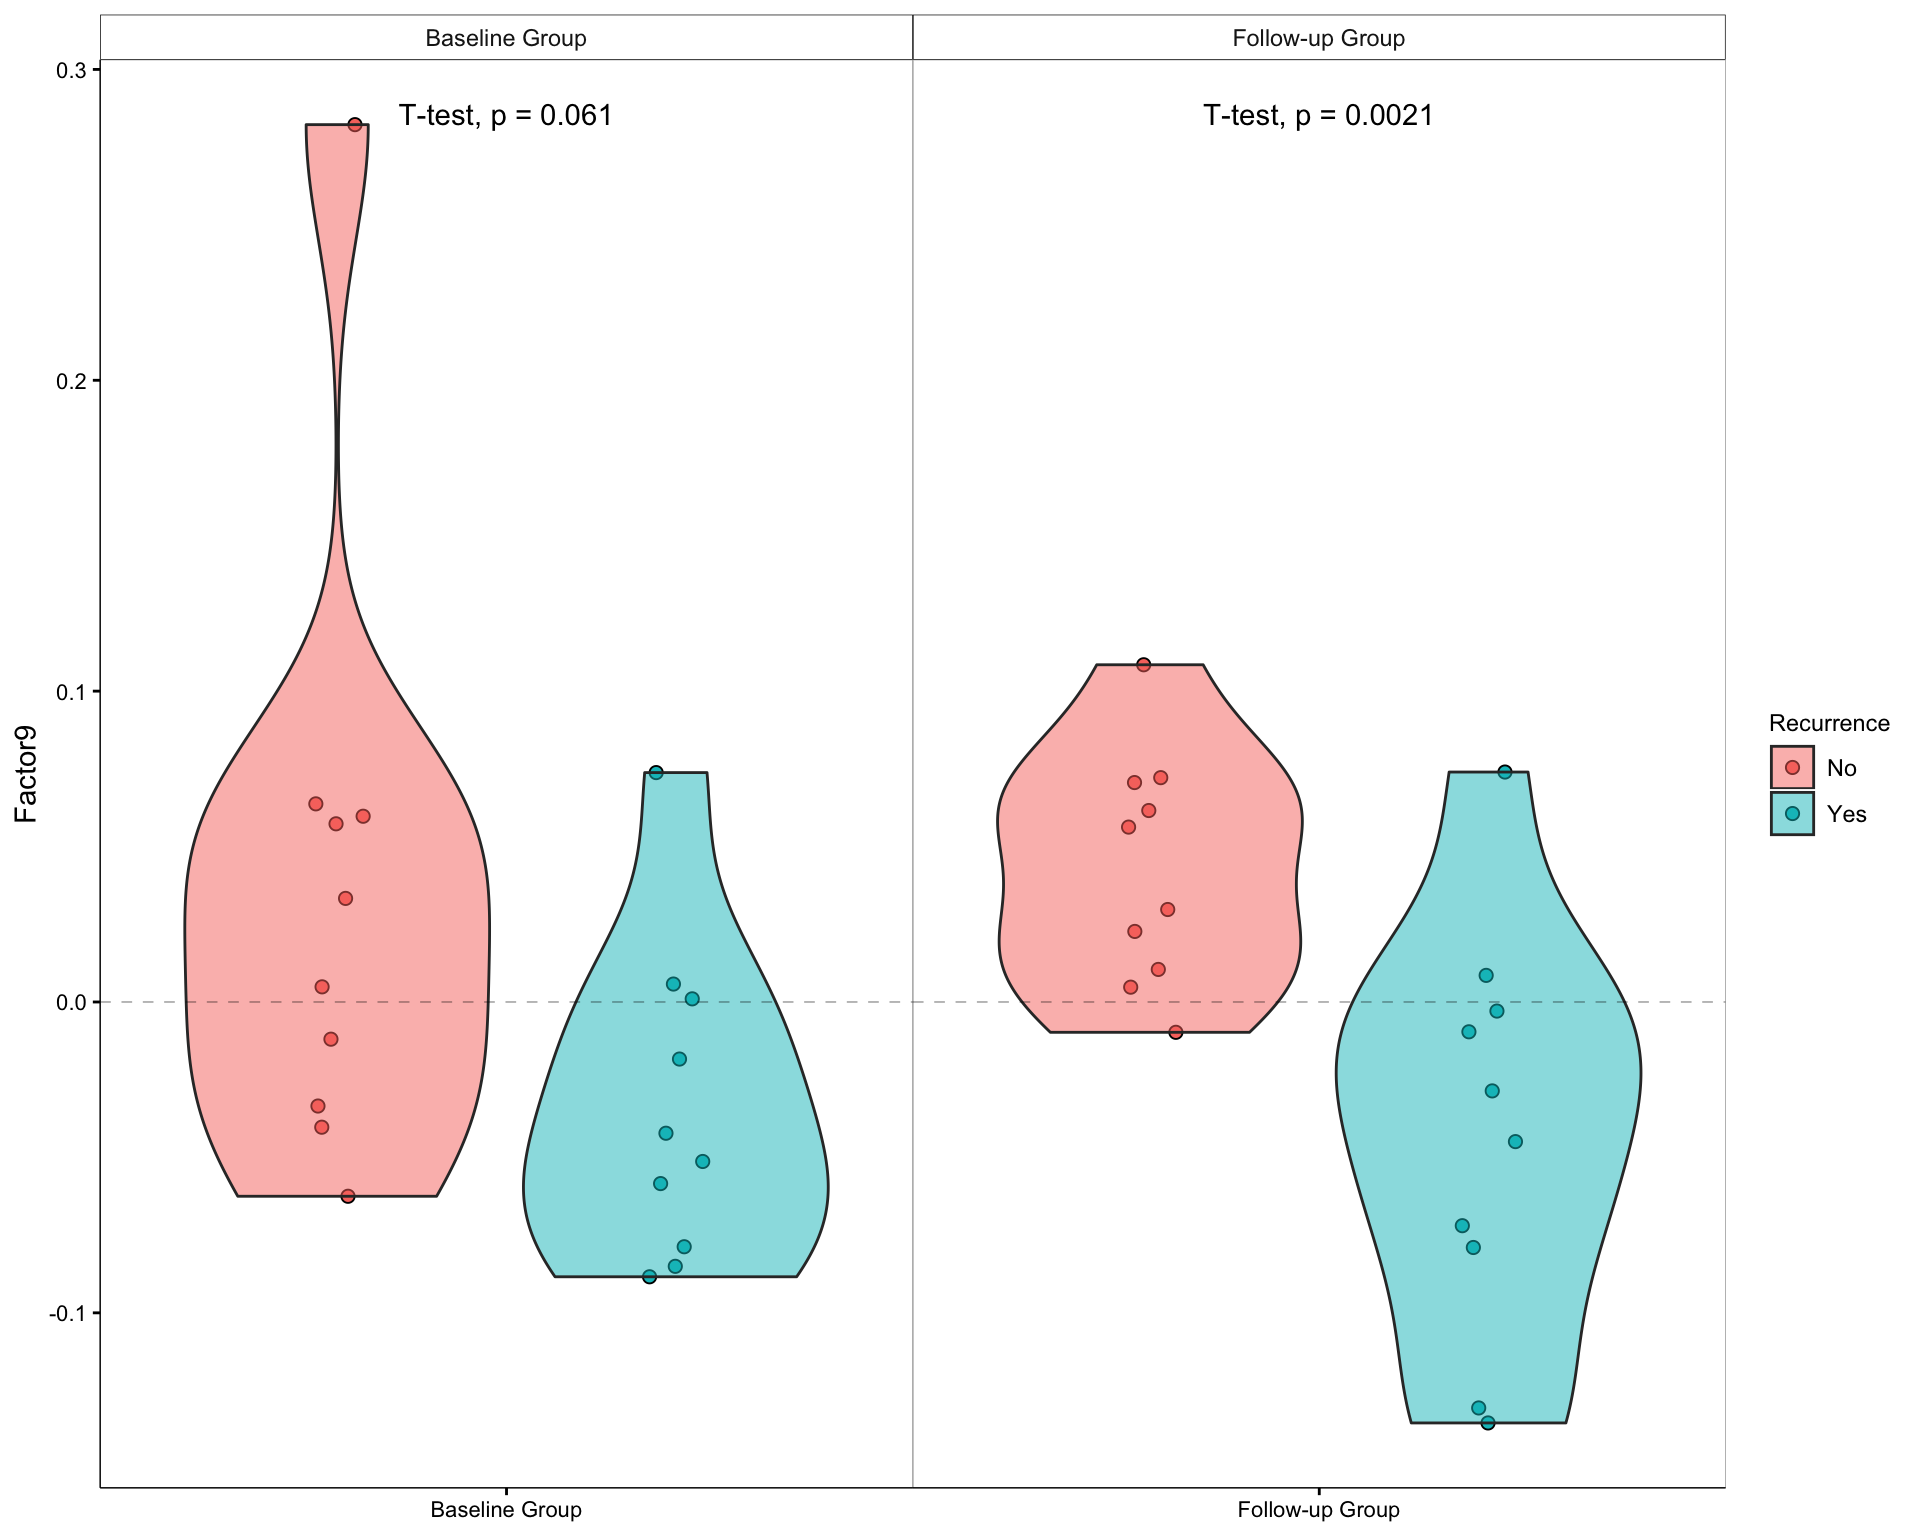 Baseline Group
Follow-up Group
T-test, p = 0.061
T-test, p = 0.0021
0.3
0.2
0.1
0.0
-0.1
Factor9
Baseline Group
Follow-up Group
Recurrence
No
Yes